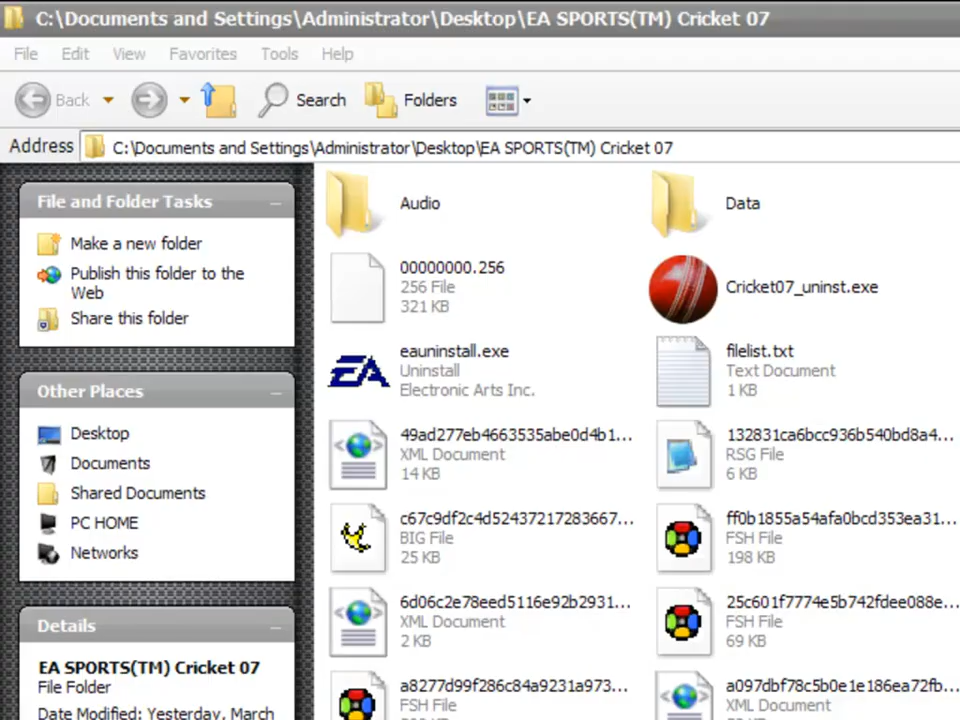 C:\Documents and Settings\Administrator\Desktop\EA SPORTS(TM) Cricket 07
File Edit View Favorites Tools Help
Back Search Folders
Address C:\Documents and Settings\Administrator\Desktop\EA SPORTS(TM) Cricket 07
File and Folder Tasks
Make a new folder
Publish this folder to the
Web
Share this folder
Other Places
Desktop
Documents
Shared Documents
PC HOME
Networks
Details
EA SPORTS(TM) Cricket 07
File Folder
Date Modified: Yesterday, March
Audio
Data
00000000.256
256 File
321 KB
Cricket07_uninst.exe
EA
eauninstall.exe
Uninstall
Electronic Arts Inc.
filelist.txt
Text Document
1 KB
49ad277eb4663535abe0d4b1...
XML Document
14 KB
132831ca6bcc936b540bd8a4...
RSG File
6 KB
c67c9df2c4d52437217283667...
BIG File
25 KB
ff0b1855a54afa0bcd353ea31...
FSH File
198 KB
6d06c2e78eed5116e92b2931...
XML Document
2 KB
25c601f7774e5b742fdee088e...
FSH File
69 KB
a8277d99f286c84a9231a973...
FSH File
a097dbf78c5b0e1e186ea72fb...
XML Document